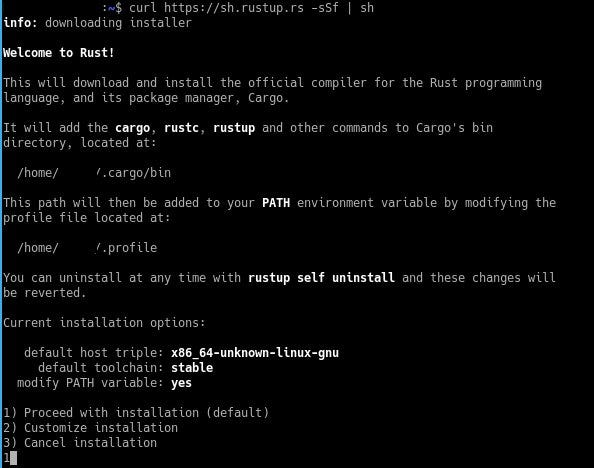 :~$ curl https://sh.rustup.rs -sSf | sh
info: downloading installer
Welcome to Rust!
This will download and install the official compiler for the Rust programming
language, and its package manager, Cargo.
It will add the cargo, rustc, rustup and other commands to Cargo's bin
directory, located at:
/home/ /.cargo/bin
This path will then be added to your PATH environment variable by modifying the
profile file located at:
/home/ /.profile
You can uninstall at any time with rustup self uninstall and these changes will
be reverted.
Current installation options:
default host triple: x86_64-unknown-linux-gnu
default toolchain: stable
modify PATH variable: yes
1) Proceed with installation (default)
2) Customize installation
3) Cancel installation
1